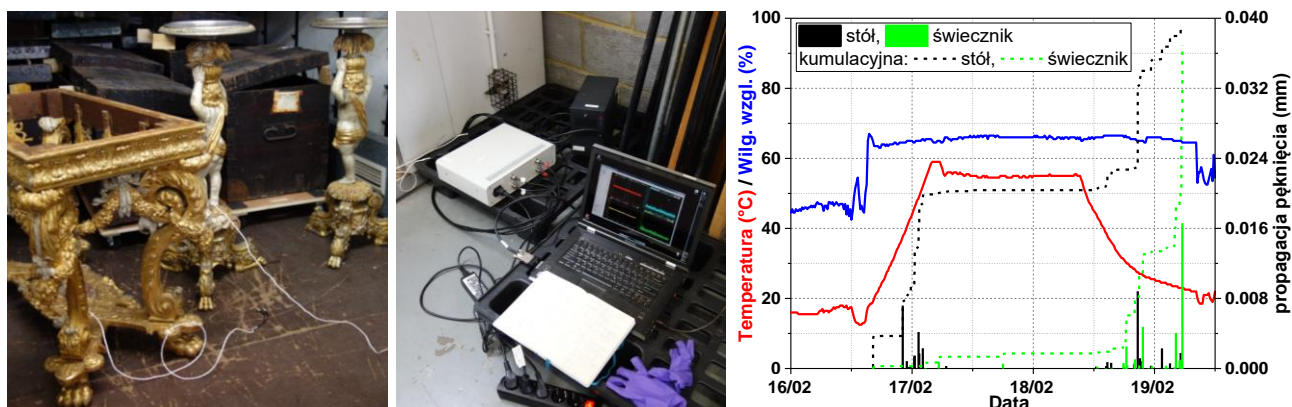 100
80
60
40
20
0
Temperatura (°C) / Wilg. wzgl. (%)
stół, świecznik
kumulacyjna: stół, świecznik
0.040
0.032
0.024
0.016
0.008
0.000
propagacja pęknięcia (mm)
16/02 17/02 18/02 19/02
Data